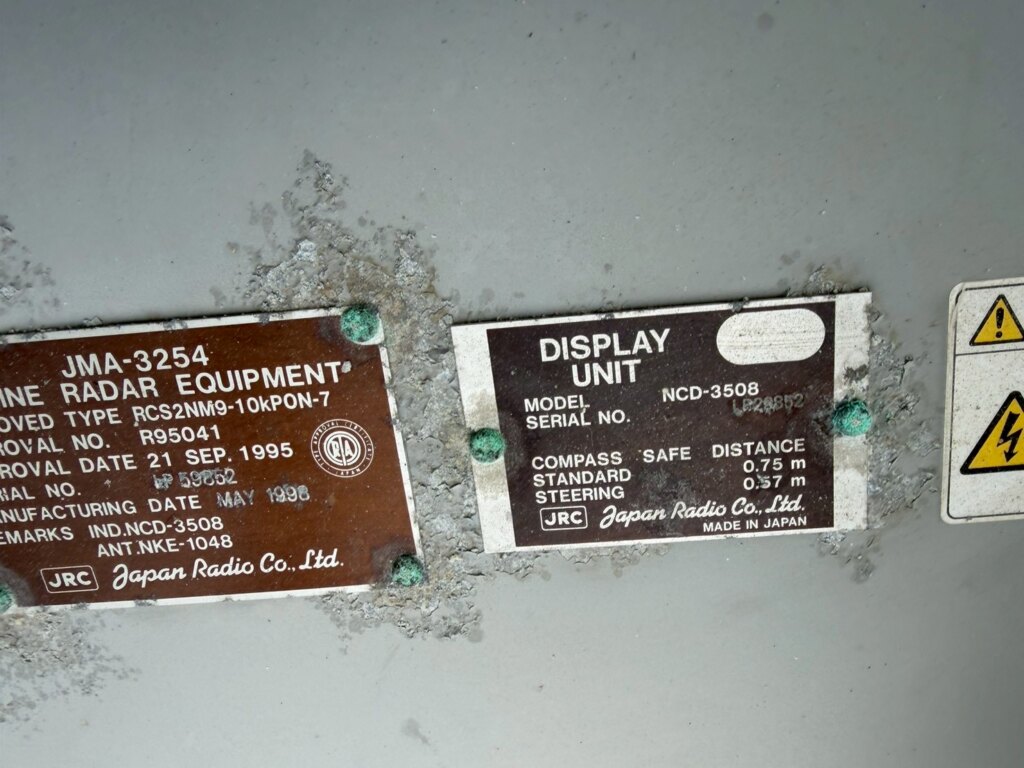 JMA-3254
INE RADAR EQUIPMENT
OVED TYPE RCS2NM9-10kPON-7
ROVAL NO. R95041
ROVAL DATE 21 SEP. 1995
IAL NO. 59852
NUFACTURING DATE MAY 1998
EMARKS IND.NCD-3508
ANT.NKE-1048
JRC Japan Radio Co., Ltd.
DISPLAY
UNIT
MODEL NCD-3508
SERIAL NO.
COMPASS SAFE DISTANCE
STANDARD 0.75 m
STEERING 0.57 m
JRC Japan Radio Co., Ltd.
MADE IN JAPAN